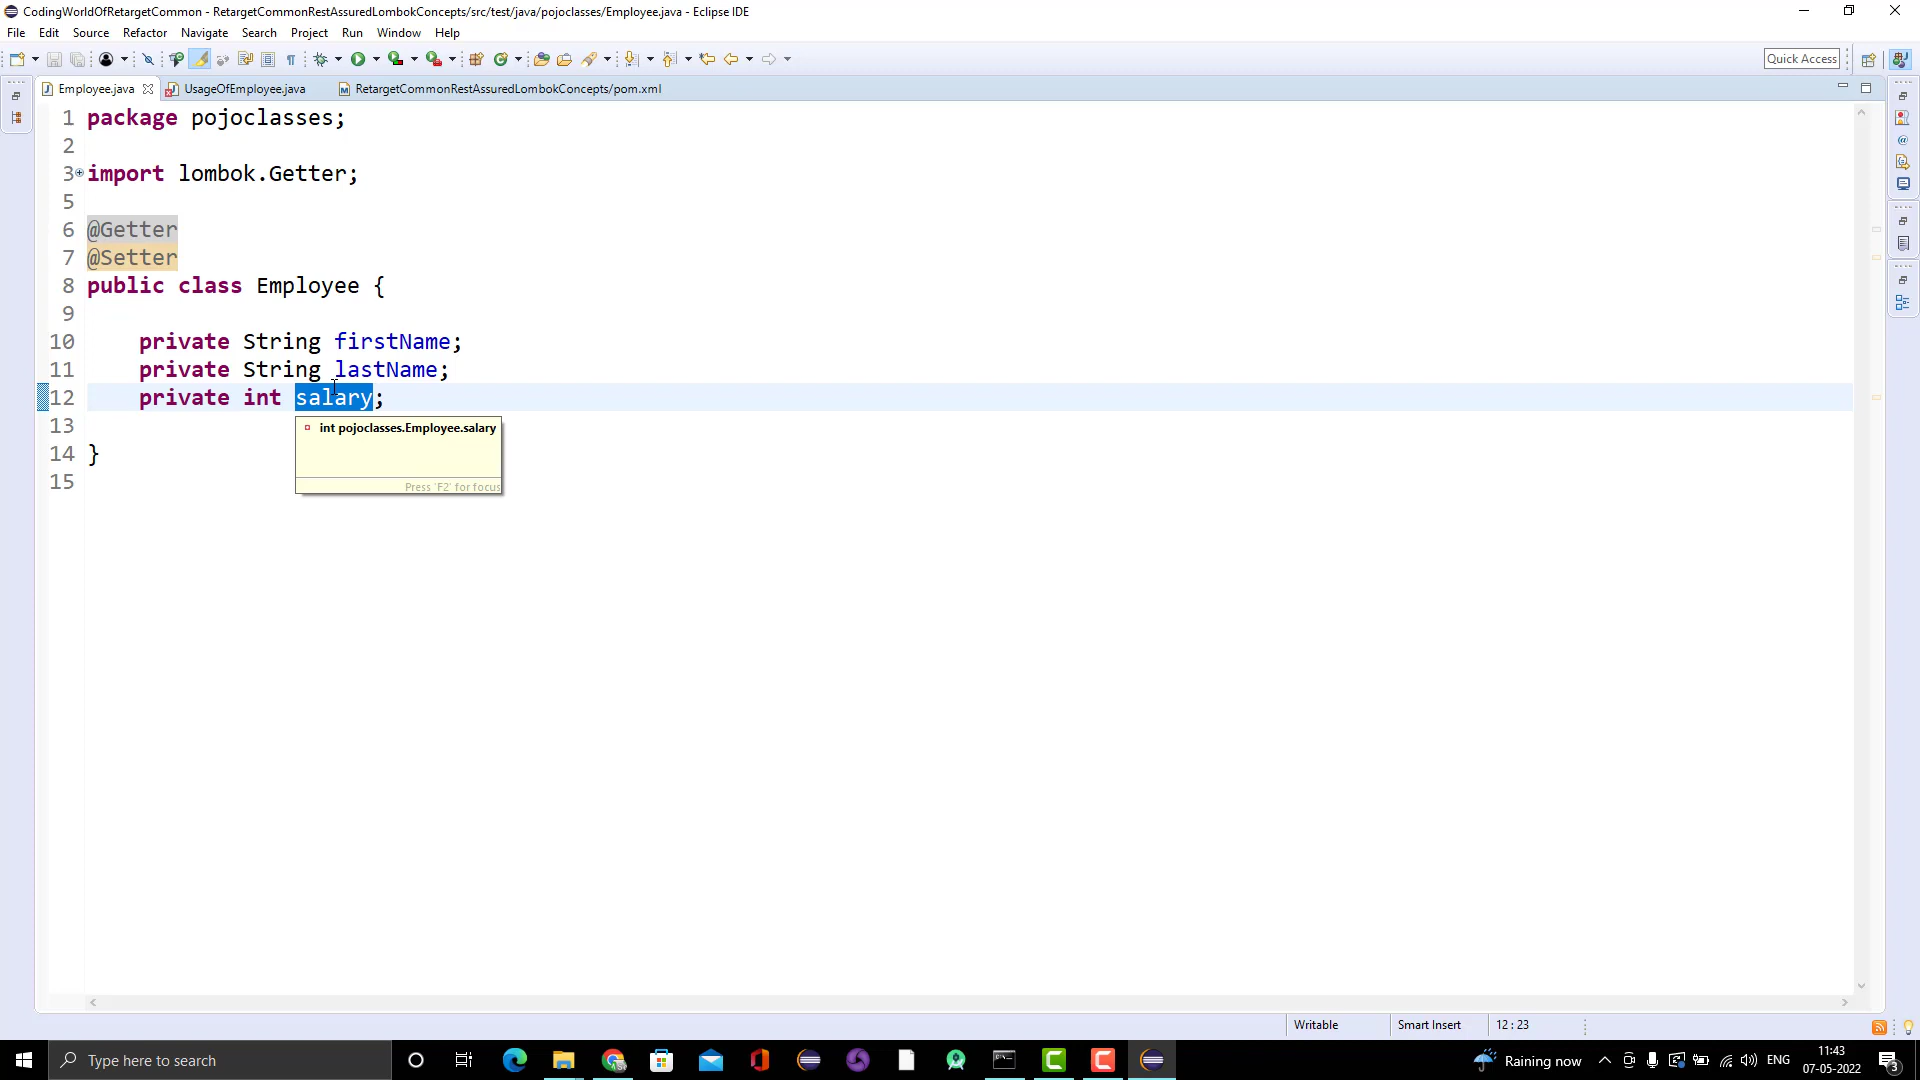 CodingWorldOfRetargetCommon - RetargetCommonRestAssuredLombokConcepts/src/test/java/pojoclasses/Employee.java - Eclipse IDE
File Edit Source Refactor Navigate Search Project Run Window Help
Quick Access
Employee.java UsageOfEmployee.java RetargetCommonRestAssuredLombokConcepts/pom.xml
1 package pojoclasses;
2
3 import lombok.Getter;
5
6 @Getter
7 @Setter
8 public class Employee {
9
10 private String firstName;
11 private String lastName;
12 private int salary;
13
int pojoclasses.Employee.salary
14 }
15
Press 'F2' for focus
Writable Smart Insert 12 : 23
Type here to search
Raining now ENG 11:43
07-05-2022 3